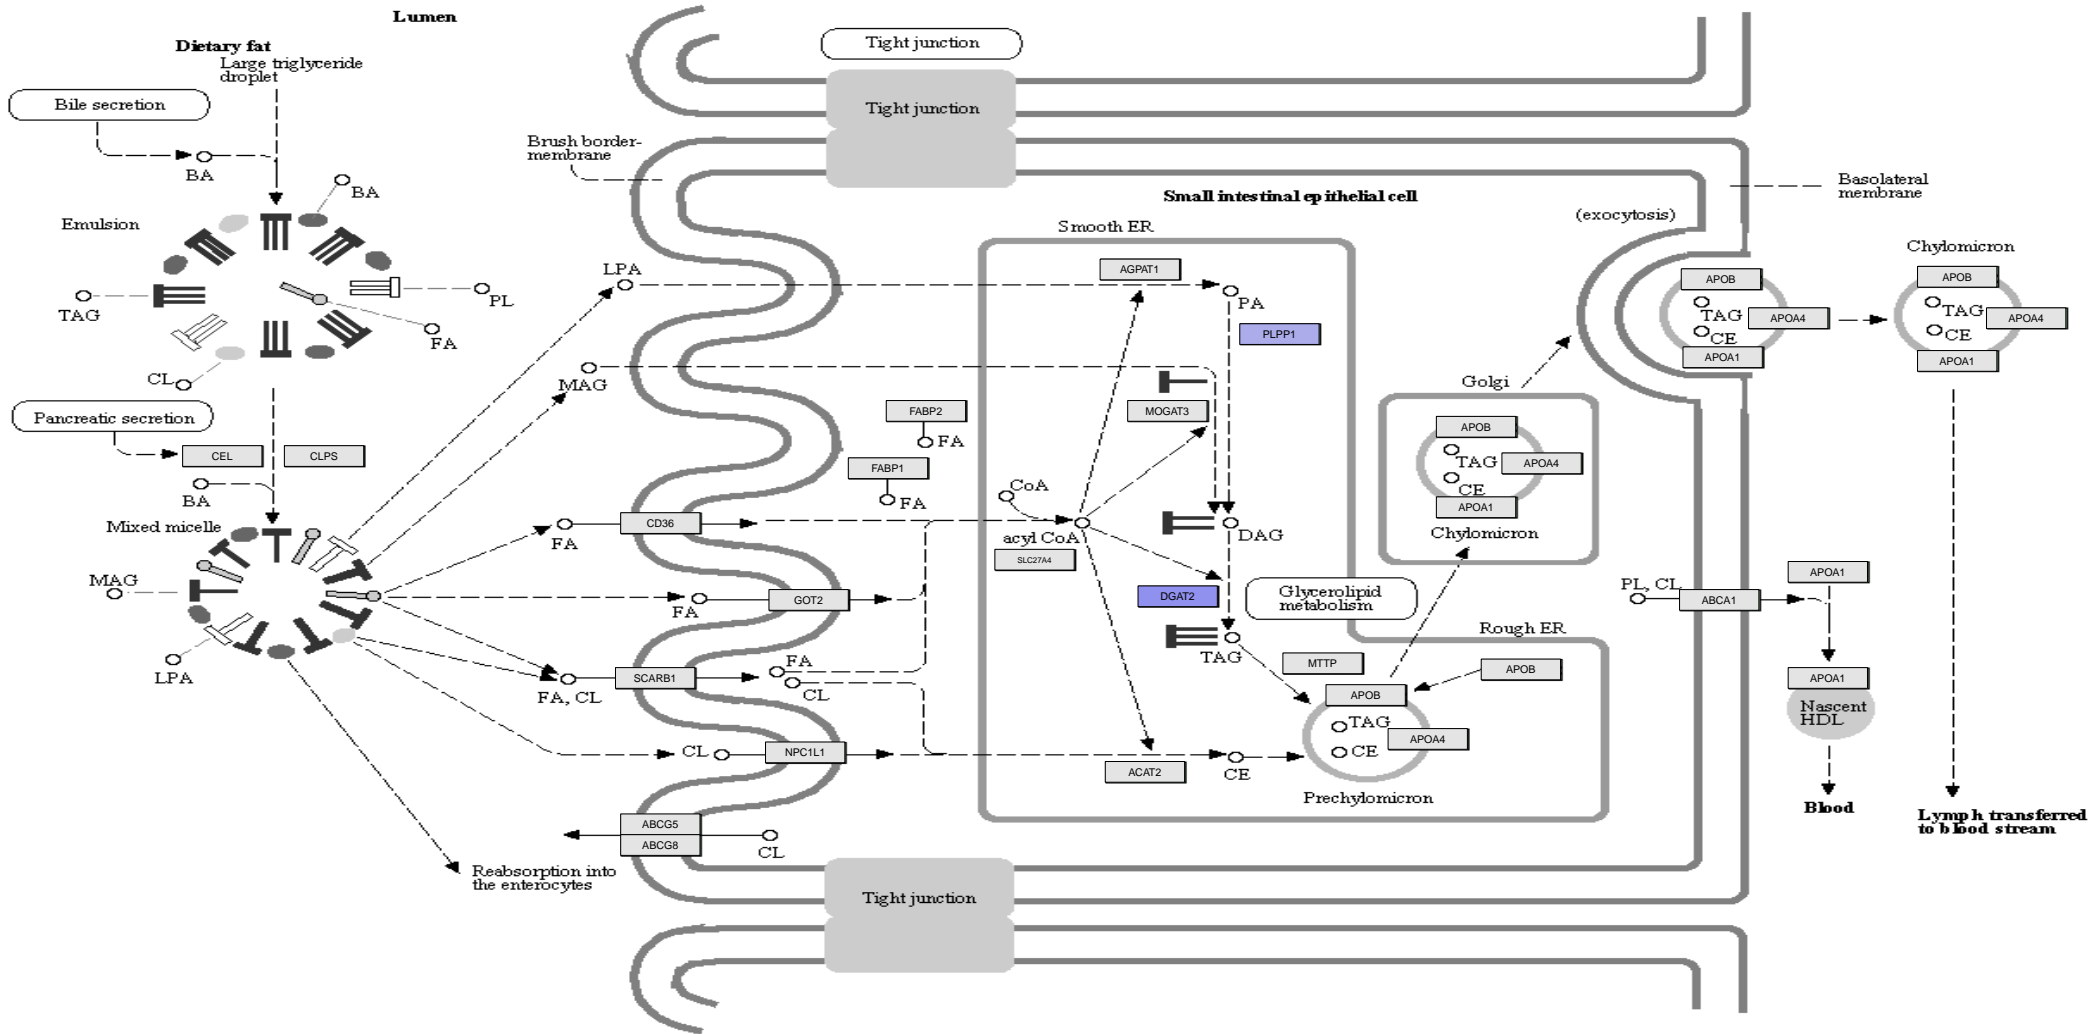 Lumen
Dietary fat
Large triglyceride
droplet
Tight junction
Bile secretion
Tight junction
BA
Brush border-
membrane
BA
Small intestinal epithelial cell
Basolateral
membrane
Emulsion
(exocytosis)
Smooth ER
Chylomicron
TAG
PL
FA
CL
LPA
AGPAT1
PA
PLPP1
APOB
TAG
APOA4
CE
APOA1
APOB
TAG
APOA4
CE
APOA1
MAG
Golgi
Pancreatic secretion
CEL
CLPS
FABP2
FA
MOGAT3
APOB
TAG
APOA4
CE
APOA1
Chylomicron
FABP1
FA
BA
CoA
Mixed micelle
FA
CD36
acyl CoA
SLC27A4
DAG
MAG
FA
GOT2
DGAT2
Glycerolipid
metabolism
PL, CL
ABCA1
APOA1
Rough ER
LPA
FA, CL
SCARB1
FA
CL
TAG
MTTP
APOB
APOB
TAG
APOA4
CE
Prechylomicron
APOA1
Nascent
HDL
CL
NPC1L1
ACAT2
CE
Blood
Lymph transferred
to blood stream
ABCG5
ABCG8
CL
Reabsorption into
the enterocytes
Tight junction